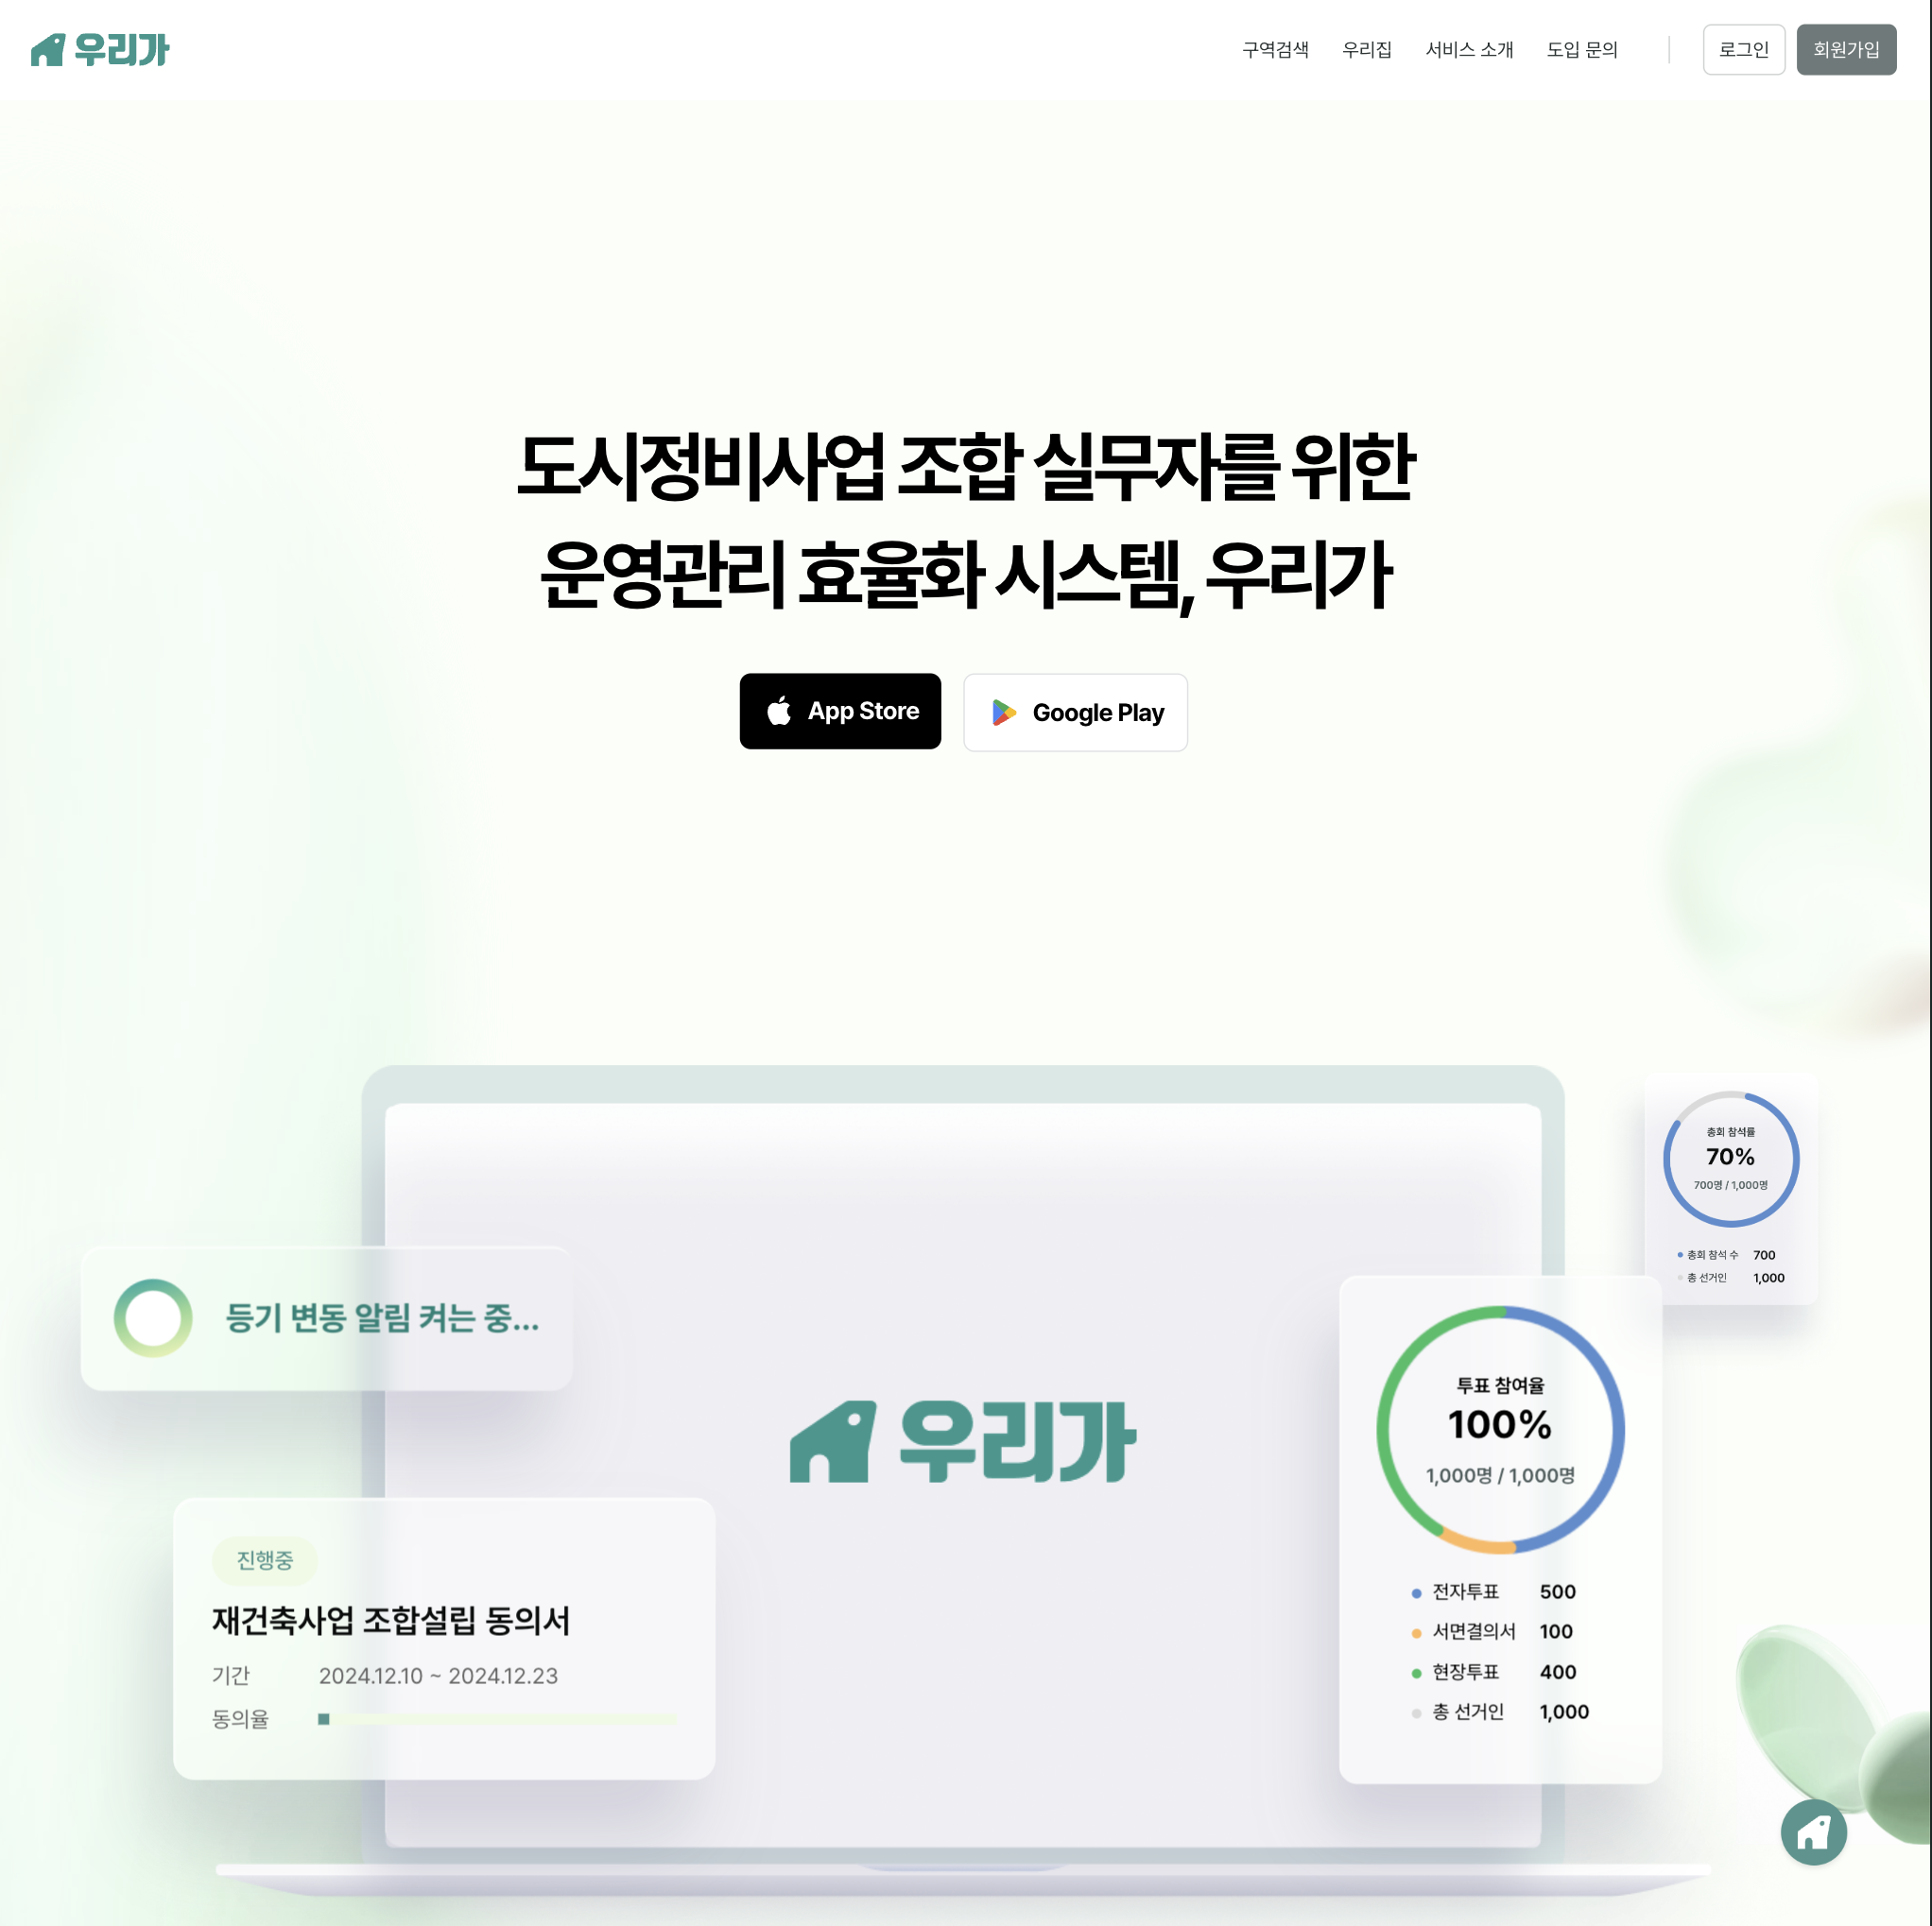 우리가
구역검색
우리집
서비스 소개
도입 문의
로그인
회원가입
도시정비사업 조합 실무자를 위한
운영관리 효율화 시스템, 우리가
App Store
Google Play
총회 참석률
70%
700명 / 1,000명
총회 참석 수 700
총 선거인 1,000
등기 변동 알림 켜는 중...
우리가
투표 참여율
100%
1,000명 / 1,000명
전자투표 500
서면결의서 100
현장투표 400
총 선거인 1,000
진행중
재건축사업 조합설립 동의서
기간 2024.12.10 ~ 2024.12.23
동의율